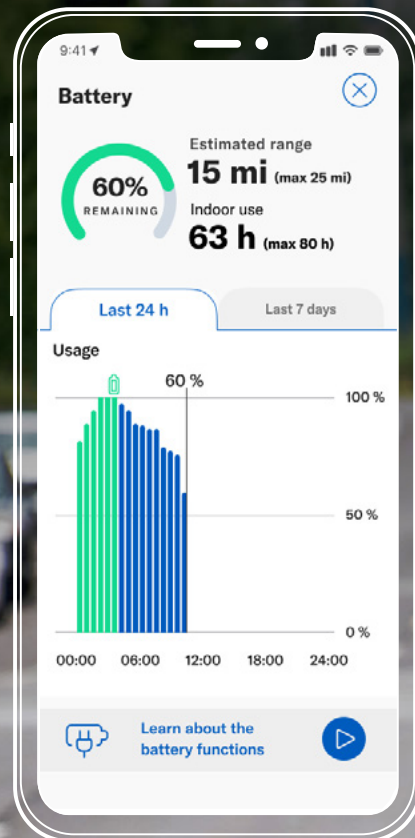 9:41
Battery
60%
REMAINING
Estimated range
15 mi (max 25 mi)
Indoor use
63 h (max 80 h)
Last 24 h
Last 7 days
Usage
60 %
100 %
50 %
0 %
00:00 06:00 12:00 18:00 24:00
Learn about the
battery functions